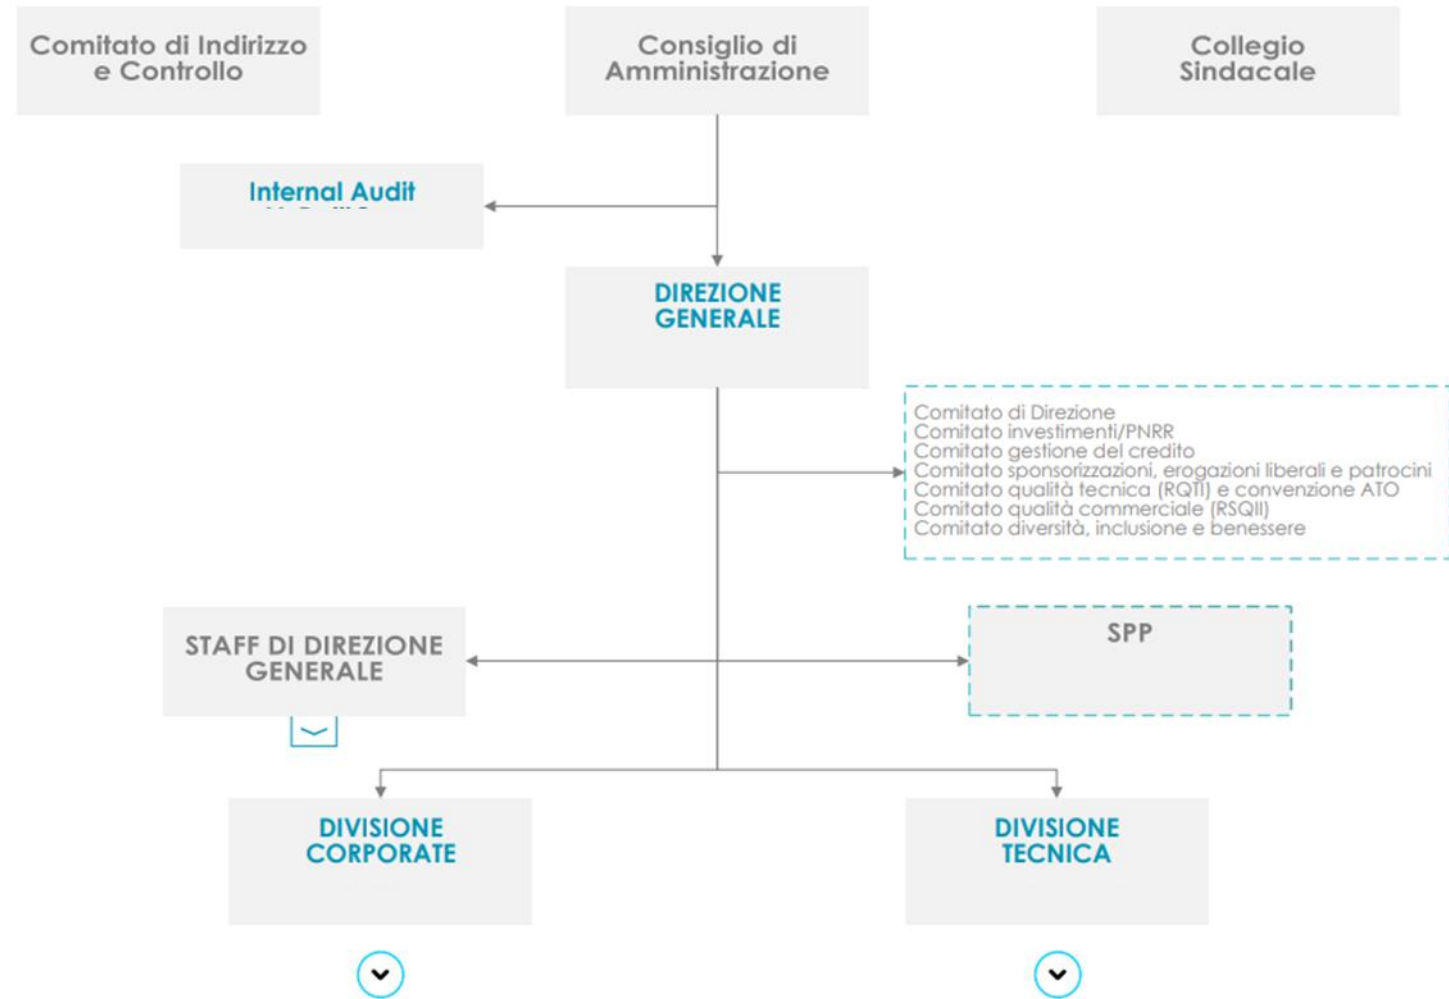 Comitato di Indirizzo
e Controllo
Consiglio di
Amministrazione
Collegio
Sindacale
Internal Audit
DIREZIONE
GENERALE
Comitato di Direzione
Comitato investimenti/PNRR
Comitato gestione del credito
Comitato sponsorizzazioni, erogazioni liberali e patrocini
Comitato qualità tecnica (RQTI) e convenzione ATO
Comitato qualità commerciale (RSQII)
Comitato diversità, inclusione e benessere
STAFF DI DIREZIONE
GENERALE
SPP
DIVISIONE
CORPORATE
DIVISIONE
TECNICA